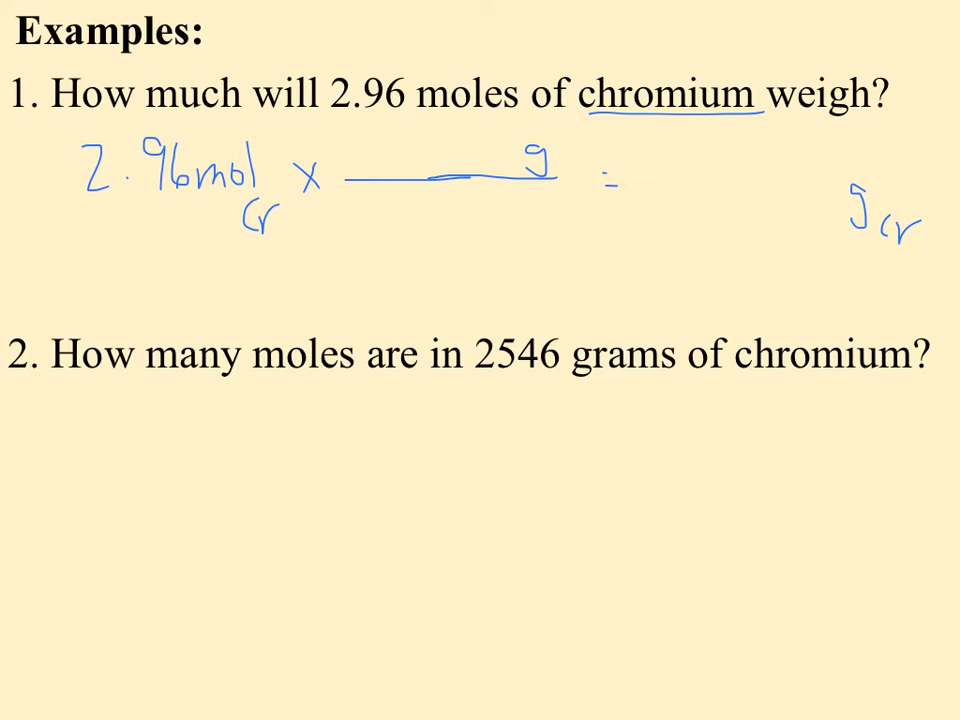 Examples:
1. How much will 2.96 moles of chromium weigh?
2.96mol x g =
Cr g cr
2. How many moles are in 2546 grams of chromium?